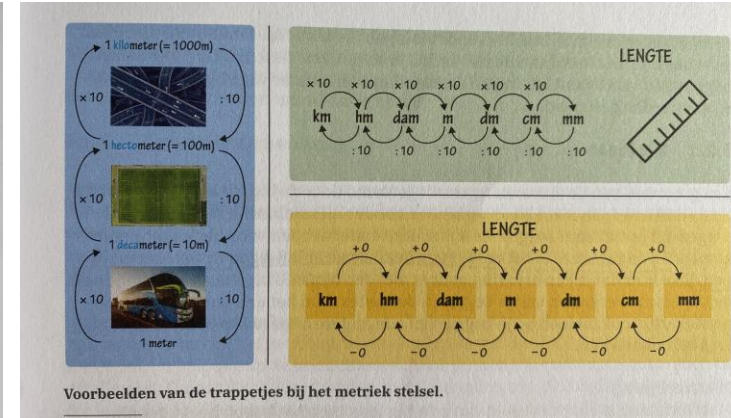 1 kilometer (= 1000m)
× 10
: 10
1 hectometer (= 100m)
× 10
: 10
1 decameter (= 10m)
× 10
: 10
1 meter
LENGTE
× 10 × 10 × 10 × 10 × 10 × 10
km hm dam m dm cm mm
: 10 : 10 : 10 : 10 : 10 : 10
LENGTE
+0 +0 +0 +0 +0 +0
km hm dam m dm cm mm
−0 −0 −0 −0 −0 −0
Voorbeelden van de trappetjes bij het metriek stelsel.